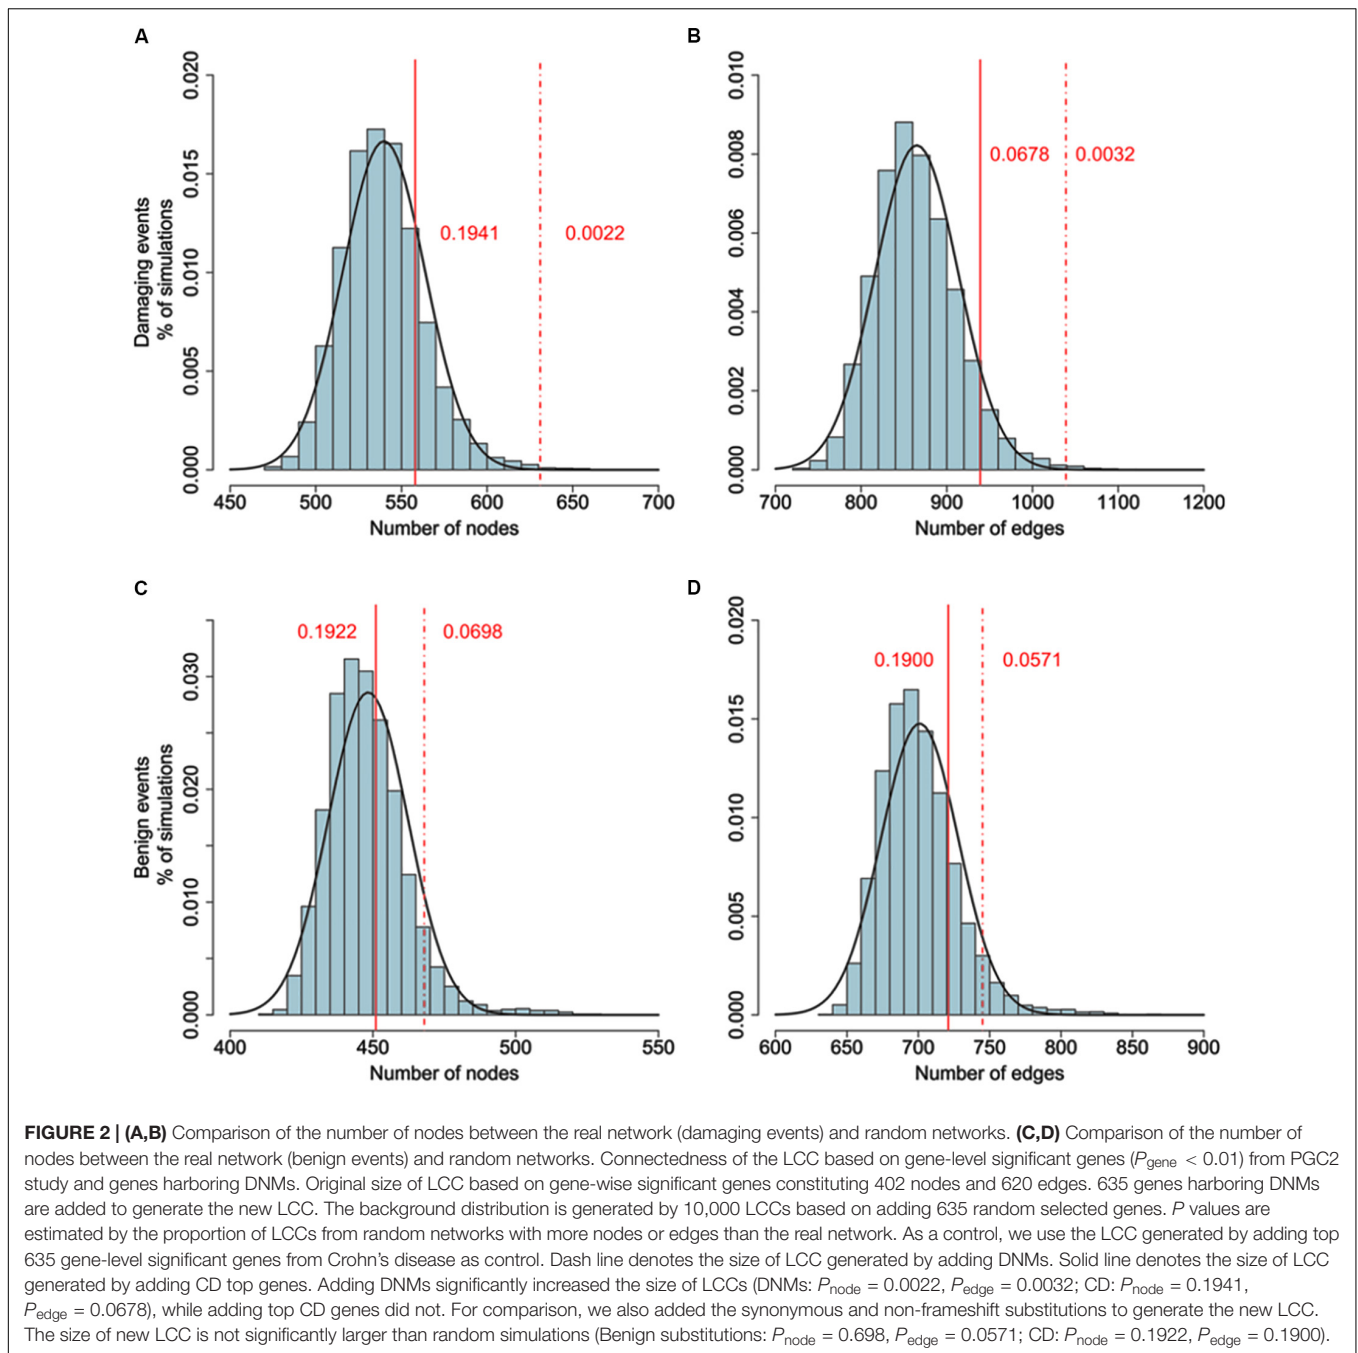 A
0.020
0.015
0.010
0.005
0.000
Damaging events
% of simulations
0.1941
0.0022
450 500 550 600 650 700
Number of nodes
B
0.010
0.008
0.006
0.004
0.002
0.000
0.0678
0.0032
700 800 900 1000 1100 1200
Number of edges
C
0.030
0.020
0.010
0.000
Benign events
% of simulations
0.1922
0.0698
400 450 500 550
Number of nodes
D
0.020
0.015
0.010
0.005
0.000
0.1900
0.0571
600 650 700 750 800 850 900
Number of edges
FIGURE 2 | (A,B) Comparison of the number of nodes between the real network (damaging events) and random networks. (C,D) Comparison of the number of
nodes between the real network (benign events) and random networks. Connectedness of the LCC based on gene-level significant genes (Pgene < 0.01) from PGC2
study and genes harboring DNMs. Original size of LCC based on gene-wise significant genes constituting 402 nodes and 620 edges. 635 genes harboring DNMs
are added to generate the new LCC. The background distribution is generated by 10,000 LCCs based on adding 635 random selected genes. P values are
estimated by the proportion of LCCs from random networks with more nodes or edges than the real network. As a control, we use the LCC generated by adding top
635 gene-level significant genes from Crohn's disease as control. Dash line denotes the size of LCC generated by adding DNMs. Solid line denotes the size of LCC
generated by adding CD top genes. Adding DNMs significantly increased the size of LCCs (DNMs: Pnode = 0.0022, Pedge = 0.0032; CD: Pnode = 0.1941,
Pedge = 0.0678), while adding top CD genes did not. For comparison, we also added the synonymous and non-frameshift substitutions to generate the new LCC.
The size of new LCC is not significantly larger than random simulations (Benign substitutions: Pnode = 0.698, Pedge = 0.0571; CD: Pnode = 0.1922, Pedge = 0.1900).